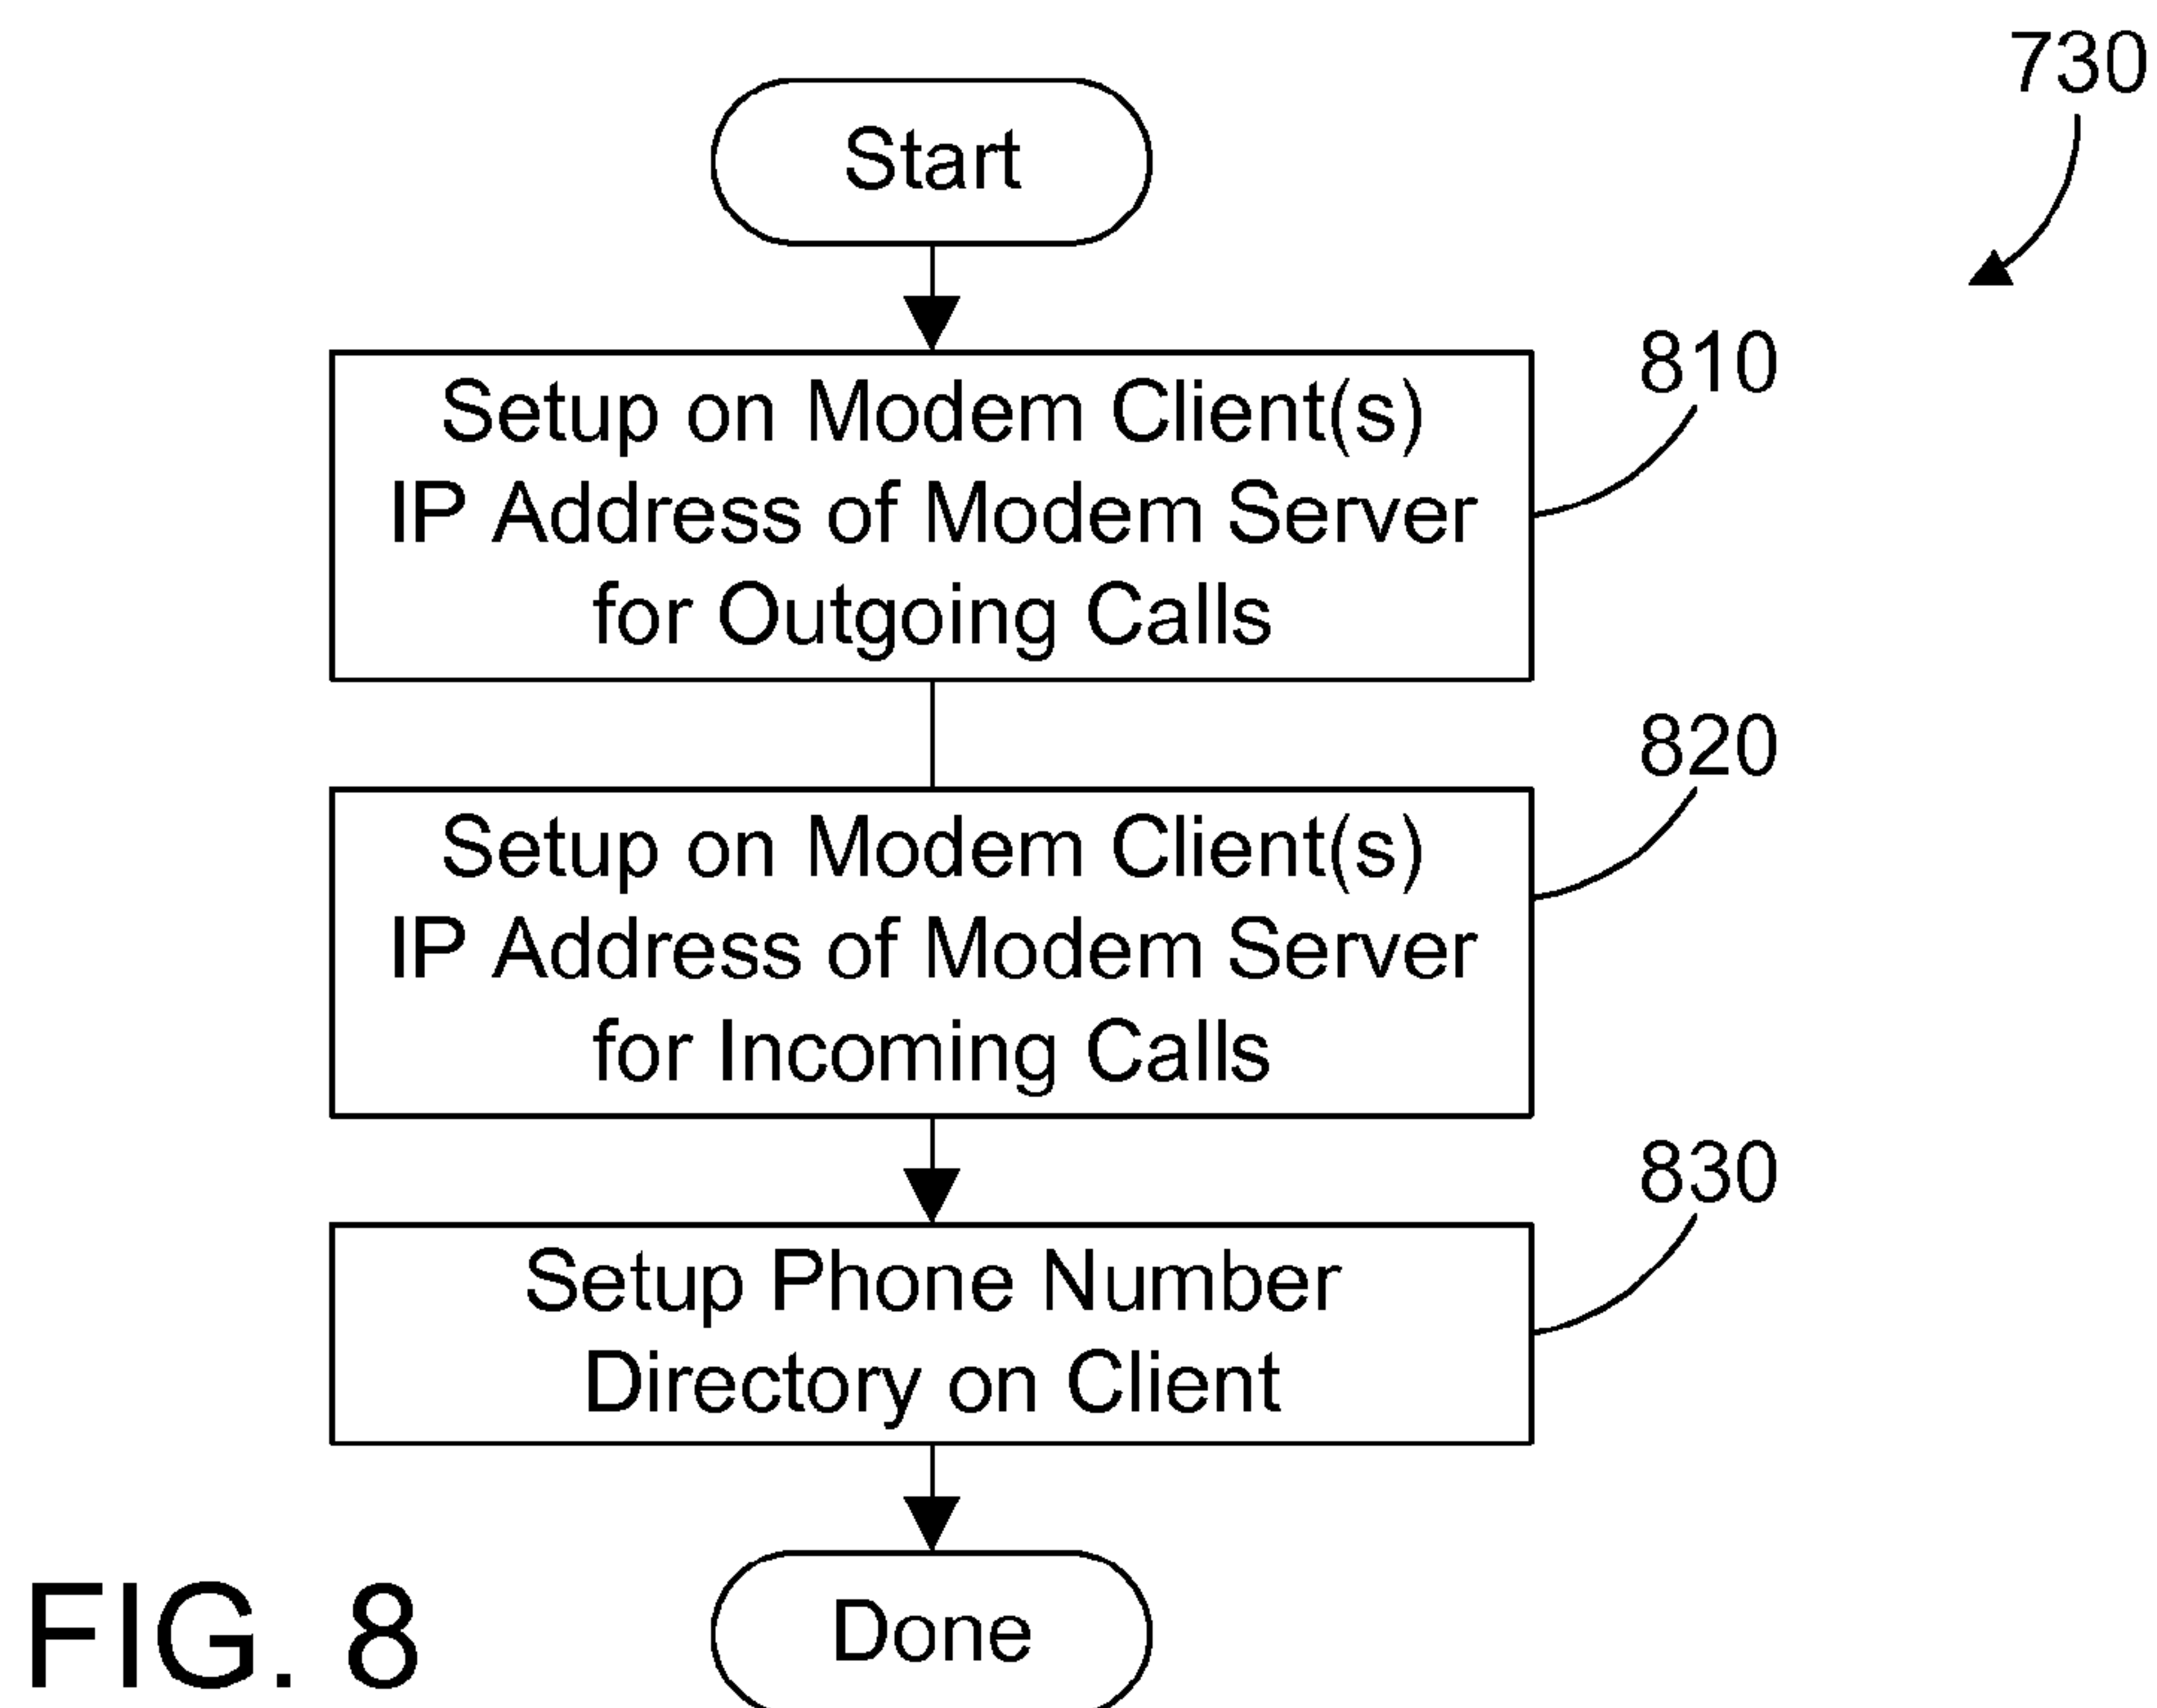 730
Start
810
Setup on Modem Client(s)
IP Address of Modem Server
for Outgoing Calls
820
Setup on Modem Client(s)
IP Address of Modem Server
for Incoming Calls
830
Setup Phone Number
Directory on Client
Done
FIG. 8